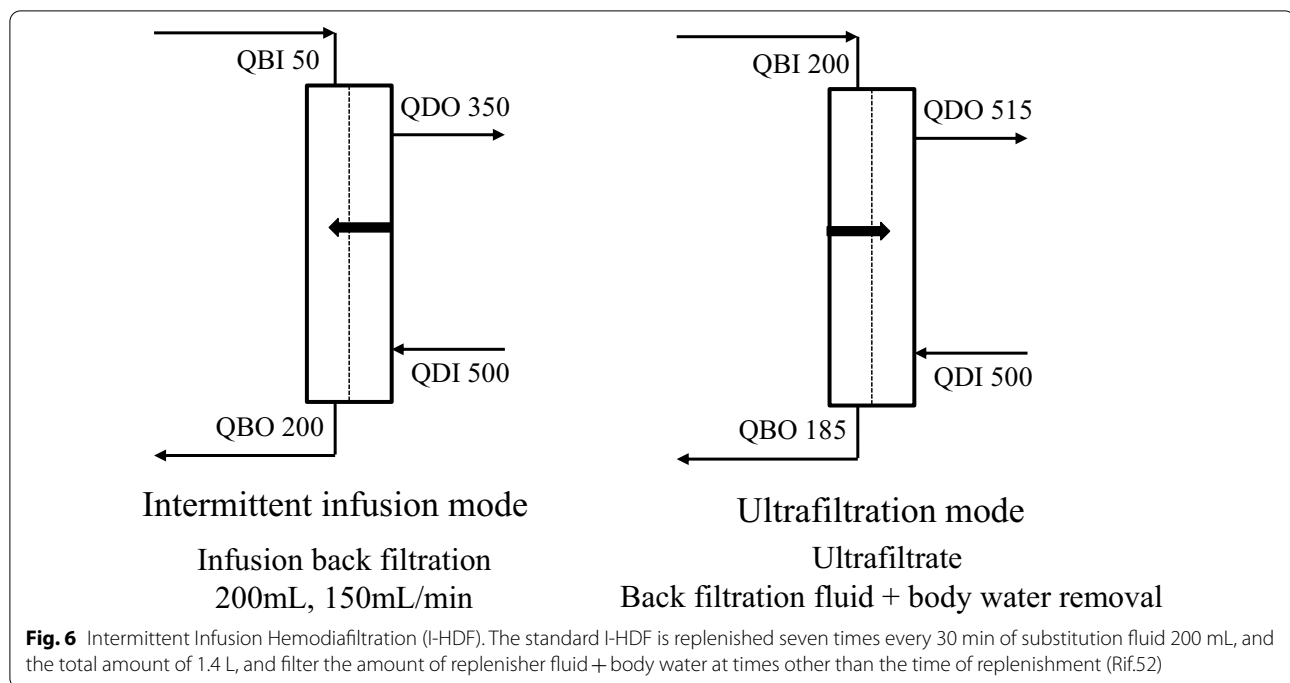 QBI 50
QDO 350
QDI 500
QBO 200
Intermittent infusion mode
Infusion back filtration
200mL, 150mL/min
QBI 200
QDO 515
QDI 500
QBO 185
Ultrafiltration mode
Ultrafiltrate
Back filtration fluid + body water removal
Fig. 6 Intermittent Infusion Hemodiafiltration (I-HDF). The standard I-HDF is replenished seven times every 30 min of substitution fluid 200 mL, and
the total amount of 1.4 L, and filter the amount of replenisher fluid + body water at times other than the time of replenishment (Rif.52)